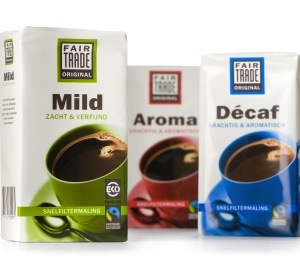 FAIR
TRADE
ORIGINAL
Mild
ZACHT & VERFIJND
EKO
SNELFILTERMALING
FAIR
TRADE
ORIGINAL
Aroma
KRACHTIG & AROMATISCH
SNELFILTERMALING
FAIR
TRADE
ORIGINAL
Décaf
KRACHTIG & AROMATISCH
SNELFILTERMALING